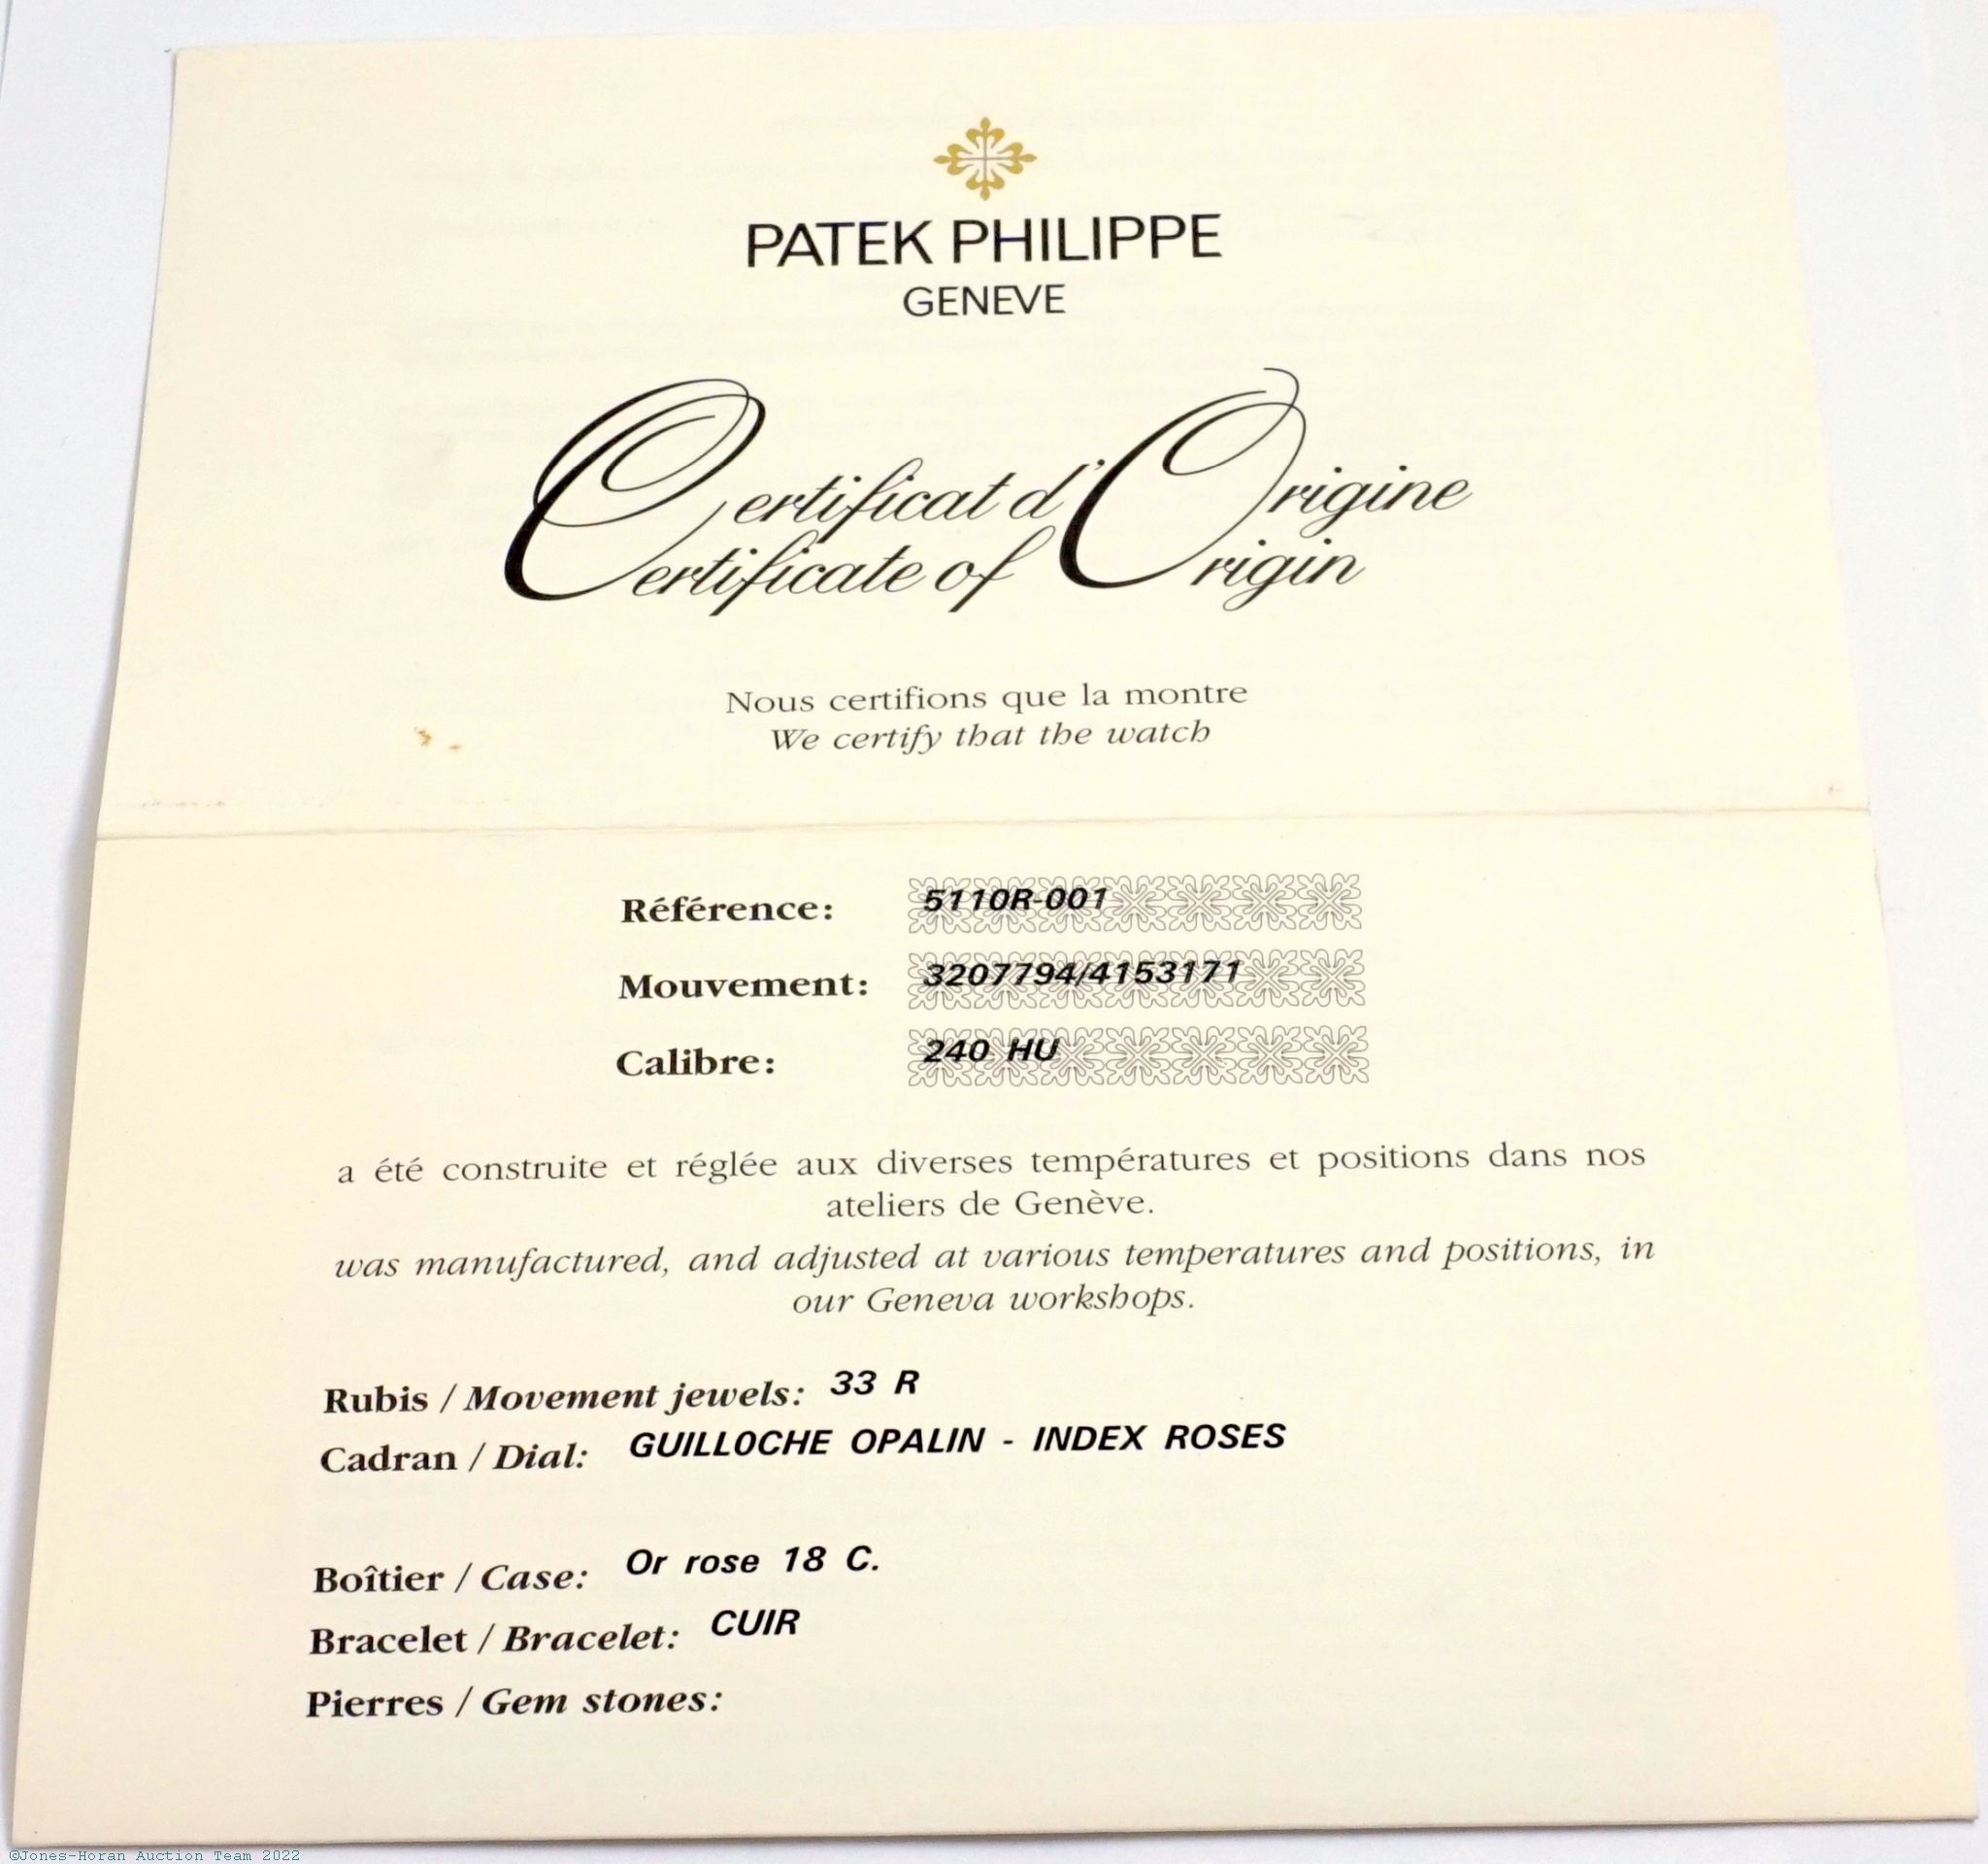 PATEK PHILIPPE
GENEVE
Certificat d'Origine
Certificate of Origin
Nous certifions que la montre
We certify that the watch
Référence: 5110R-001
Mouvement: 3207794/4153171
Calibre: 240 HU
a été construite et réglée aux diverses températures et positions dans nos
ateliers de Genève.
was manufactured, and adjusted at various temperatures and positions, in
our Geneva workshops.
Rubis / Movement jewels: 33 R
Cadran / Dial: GUILLOCHE OPALIN - INDEX ROSES
Boîtier / Case: Or rose 18 C.
Bracelet / Bracelet: CUIR
Pierres / Gem stones:
©Jones-Horan Auction Team 2022